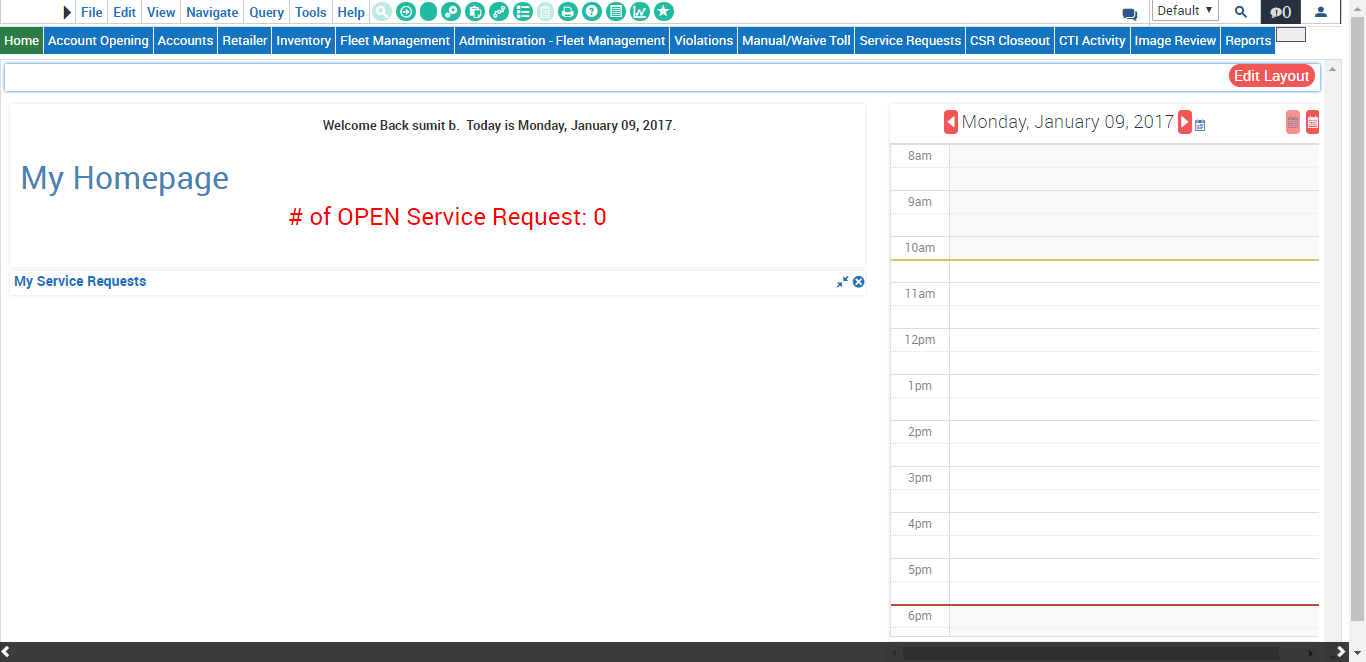 File Edit View Navigate Query Tools Help Default 0
Home Account Opening Accounts Retailer Inventory Fleet Management Administration - Fleet Management Violations Manual/Waive Toll Service Requests CSR Closeout CTI Activity Image Review Reports
Edit Layout
Welcome Back sumit b.  Today is Monday, January 09, 2017.
My Homepage
# of OPEN Service Request: 0
My Service Requests
Monday, January 09, 2017
8am
9am
10am
11am
12pm
1pm
2pm
3pm
4pm
5pm
6pm